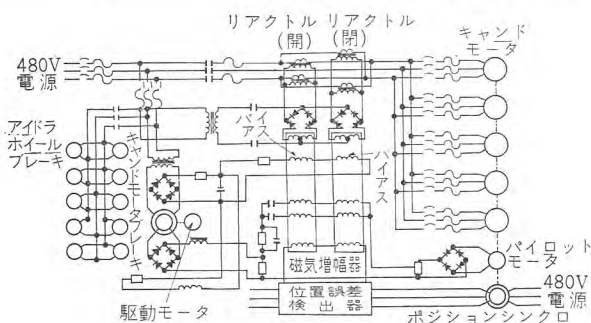 リアクトル リアクトル
(開) (閉)
キャンド
モータ
480V
電源
バイ
アス
バイ
アス
アイドラ
ホイール
ブレーキ
キャンドモータブレーキ
磁気増幅器
位置誤差
検出器
パイロット
モータ
480V
電源
駆動モータ
ポジションシンクロ